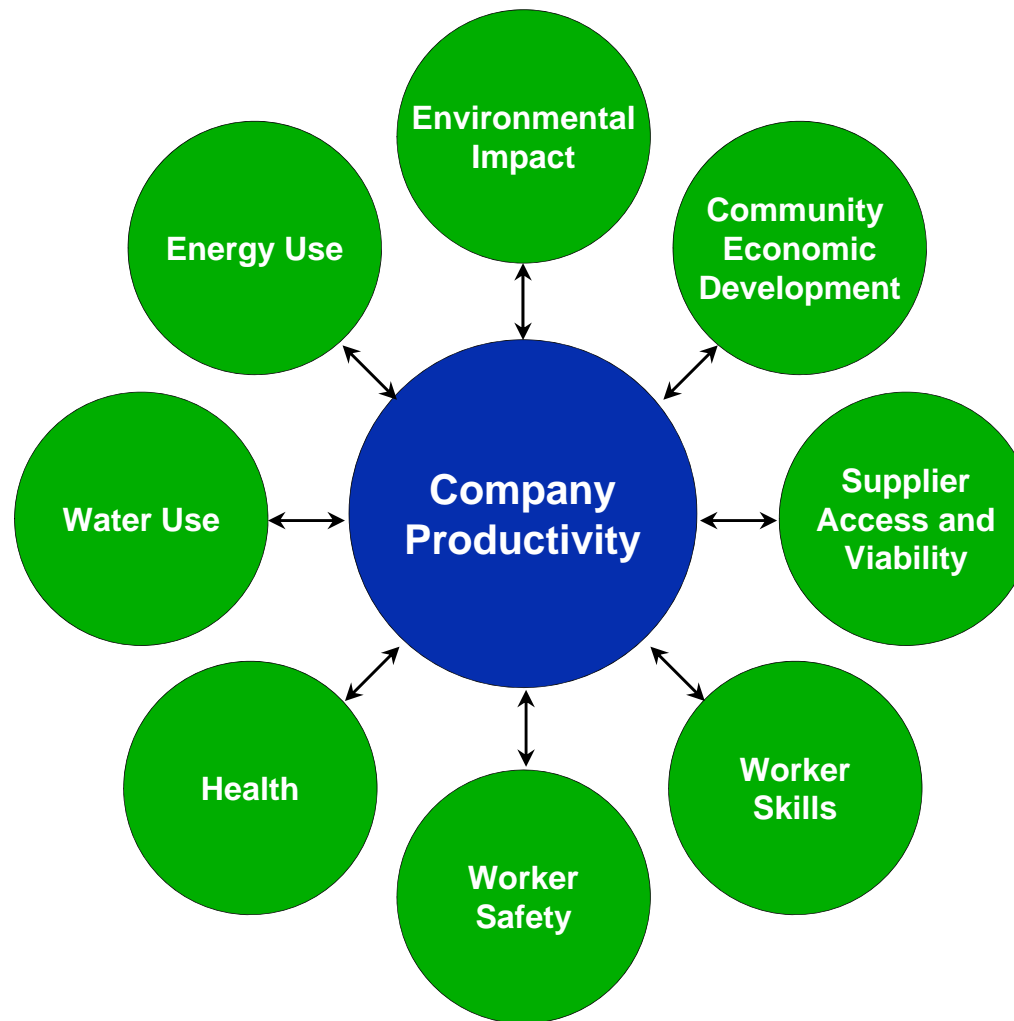 Environmental
Impact
Community
Economic
Development
Energy Use
Supplier
Access and
Viability
Company
Productivity
Water Use
Worker
Skills
Health
Worker
Safety